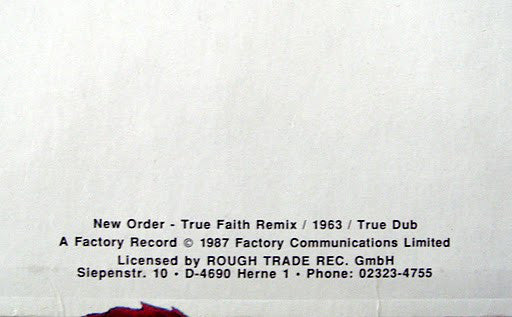 New Order - True Faith Remix / 1963 / True Dub
A Factory Record © 1987 Factory Communications Limited
Licensed by ROUGH TRADE REC. GmbH
Siepenstr. 10 • D-4690 Herne 1 • Phone: 02323-4755